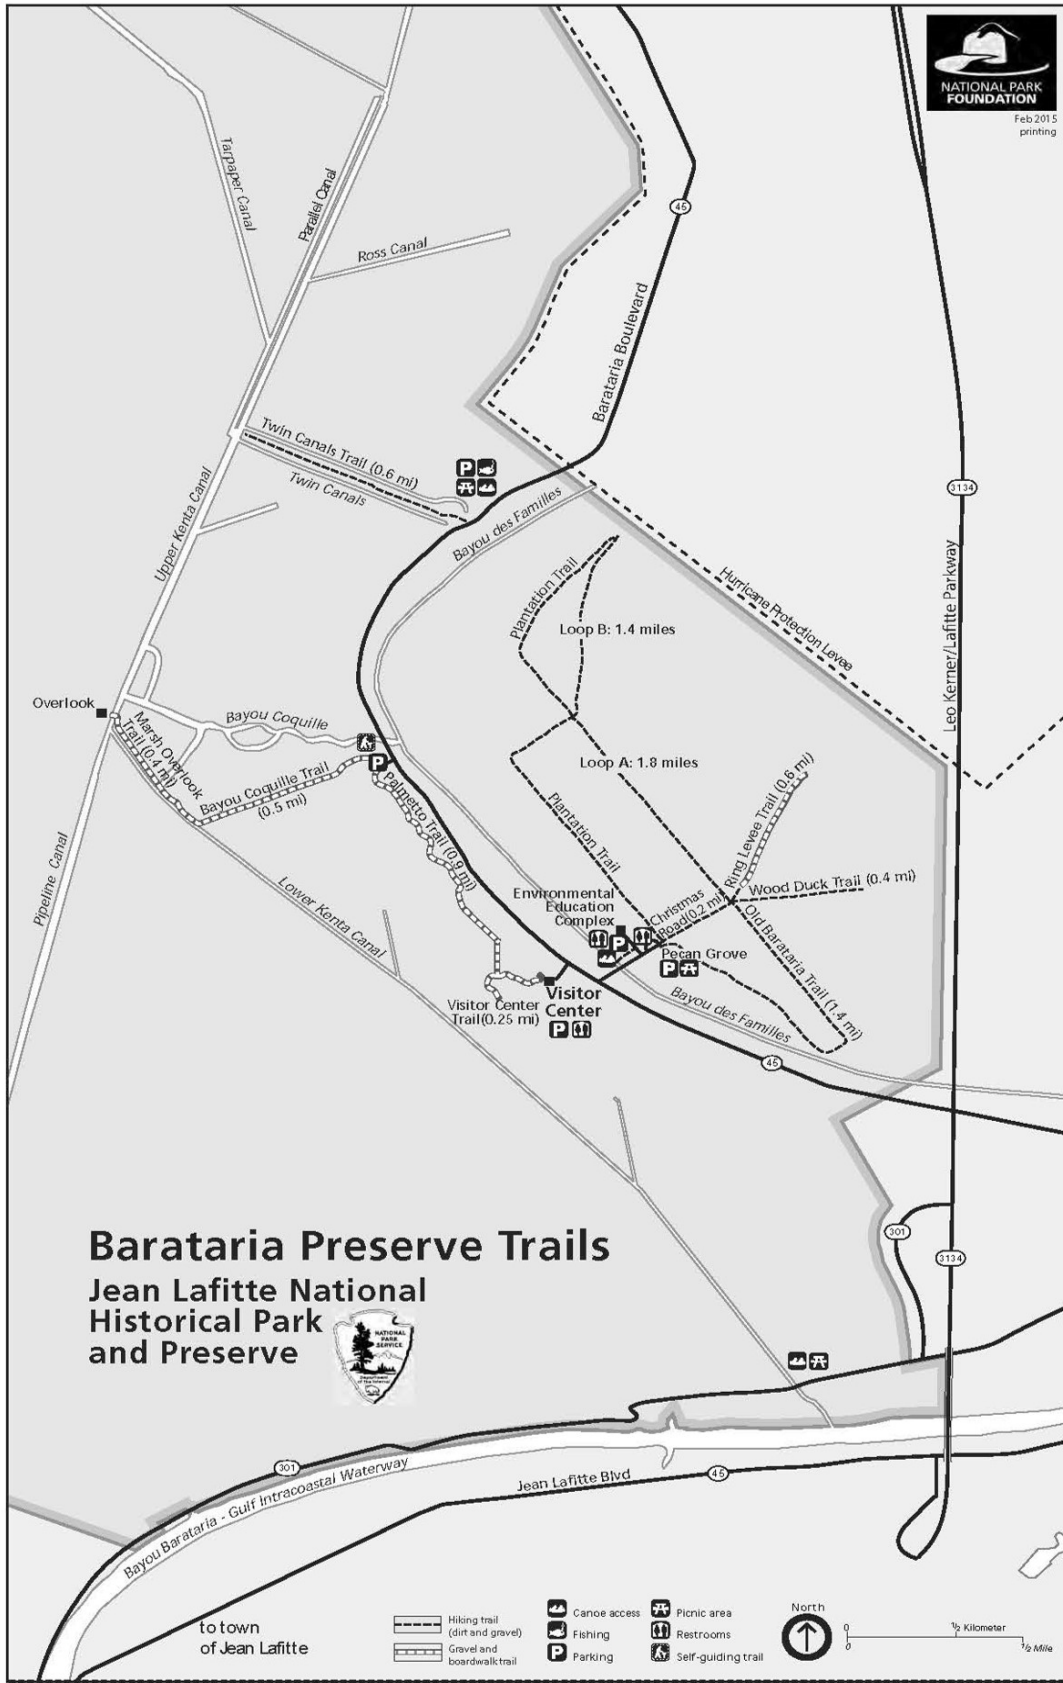 NATIONAL PARK
FOUNDATION
Feb 2015
printing
Tarpaper Canal
Parallel Canal
Ross Canal
45
Barataria Boulevard
Twin Canals Trail (0.6 mi)
Twin Canals
P
Upper Kenta Canal
Bayou des Familles
3134
Leo Kerner/Lafitte Parkway
Hurricane Protection Levee
Plantation Trail
Loop B: 1.4 miles
Overlook
Marsh Overlook
Trail (0.4 mi)
Bayou Coquille
P
Bayou Coquille Trail
(0.5 mi)
Palmetto Trail (0.9 mi)
Loop A: 1.8 miles
Plantation Trail
Ring Levee Trail (0.6 mi)
Wood Duck Trail (0.4 mi)
Pipeline Canal
Lower Kenta Canal
Environmental
Education
Complex
P
Christmas
Road(0.2 mi)
Pecan Grove
P
Old Barataria Trail (1.4 mi)
Visitor Center
Trail(0.25 mi)
Visitor
Center
P
Bayou des Familles
45
301
3134
Barataria Preserve Trails
Jean Lafitte National
Historical Park
and Preserve
NATIONAL
PARK
SERVICE
Department
of the Interior
301
Bayou Barataria - Gulf Intracoastal Waterway
Jean Lafitte Blvd
45
to town
of Jean Lafitte
Hiking trail
(dirt and gravel)
Gravel and
boardwalk trail
Canoe access
Fishing
P Parking
Picnic area
Restrooms
Self-guiding trail
North
0 1/2 Kilometer
0 1/2 Mile